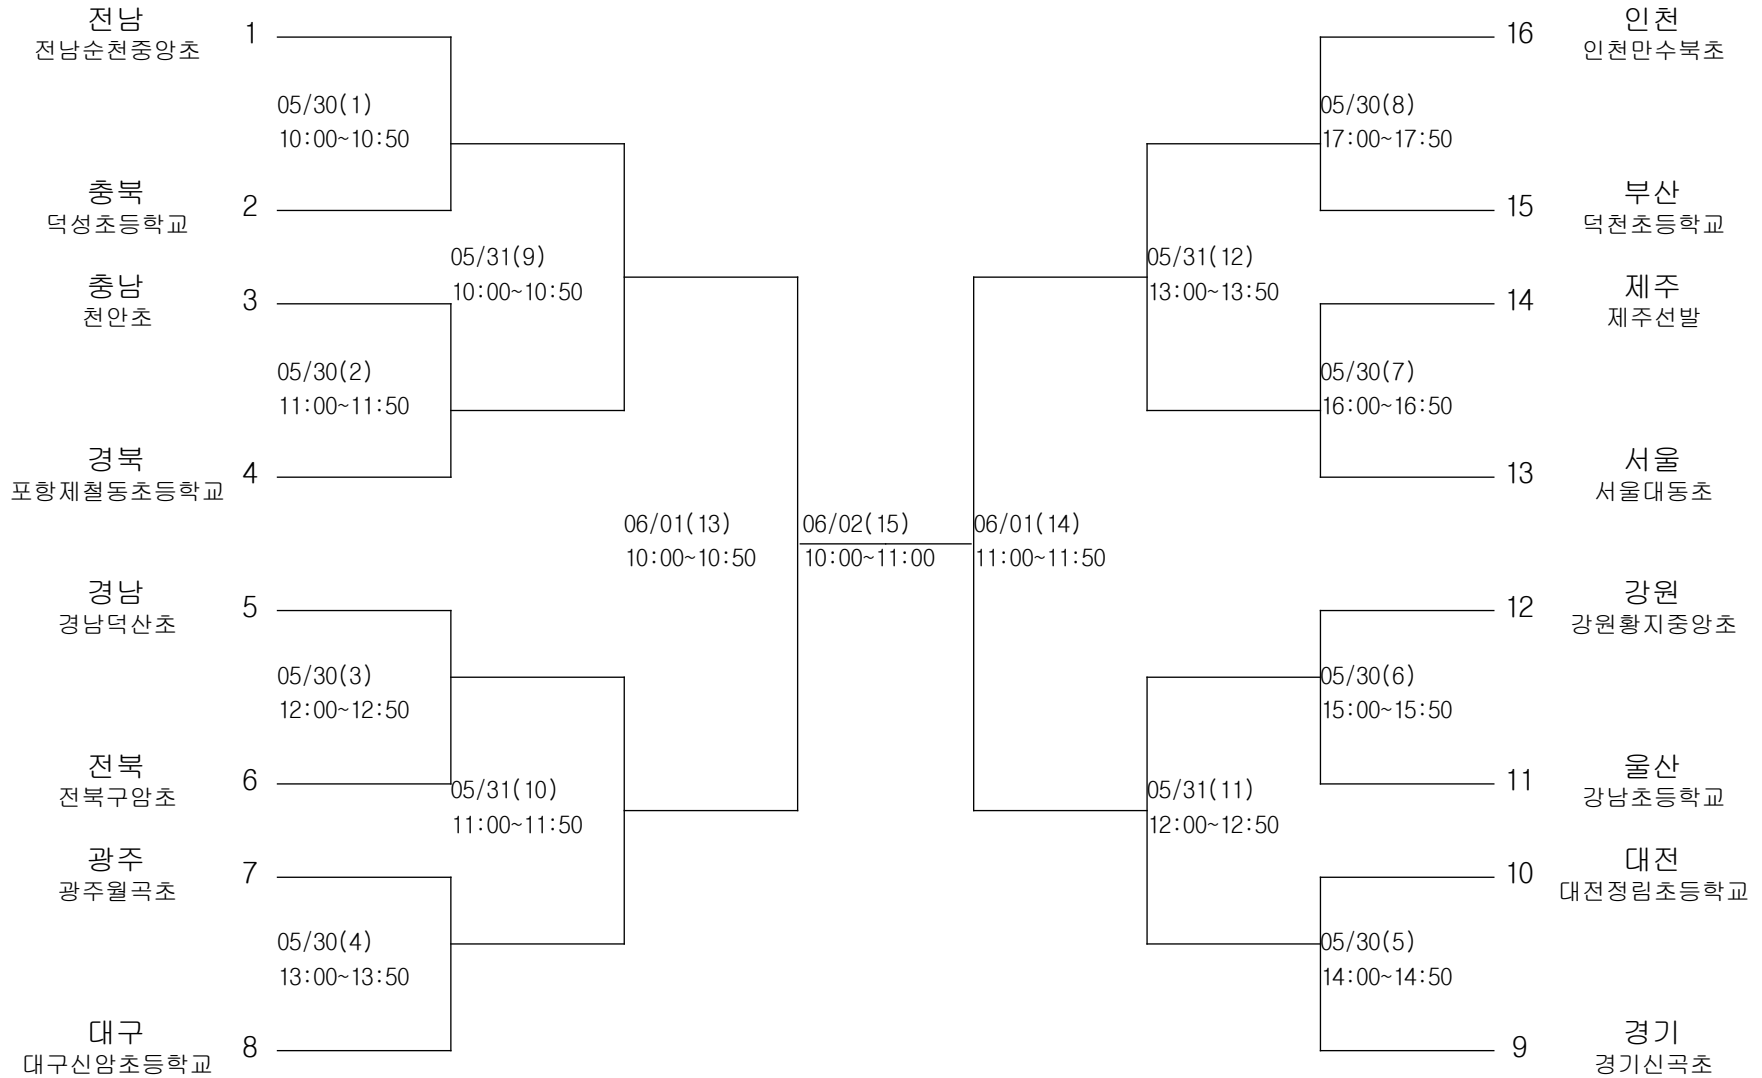 전남
전남순천중앙초
1
05/30(1)
10:00~10:50
충북
덕성초등학교
2
05/31(9)
10:00~10:50
충남
천안초
3
05/30(2)
11:00~11:50
경북
포항제철동초등학교
4
06/01(13)
10:00~10:50
경남
경남덕산초
5
05/30(3)
12:00~12:50
전북
전북구암초
6
05/31(10)
11:00~11:50
광주
광주월곡초
7
05/30(4)
13:00~13:50
대구
대구신암초등학교
8
06/02(15)
10:00~11:00
16
인천
인천만수북초
05/30(8)
17:00~17:50
15
부산
덕천초등학교
05/31(12)
13:00~13:50
14
제주
제주선발
05/30(7)
16:00~16:50
13
서울
서울대동초
06/01(14)
11:00~11:50
12
강원
강원황지중앙초
05/30(6)
15:00~15:50
11
울산
강남초등학교
05/31(11)
12:00~12:50
10
대전
대전정림초등학교
05/30(5)
14:00~14:50
9
경기
경기신곡초